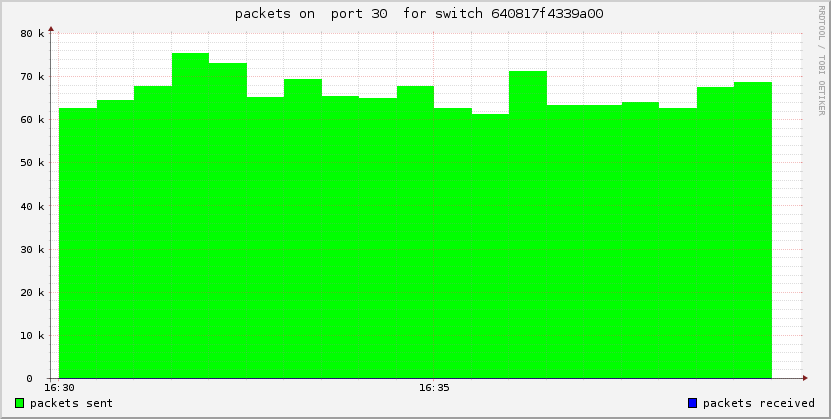 packets on  port 30  for switch 640817f4339a00
RRDTOOL / TOBI OETIKER
80 k
70 k
60 k
50 k
40 k
30 k
20 k
10 k
0
16:30 16:35
packets sent packets received